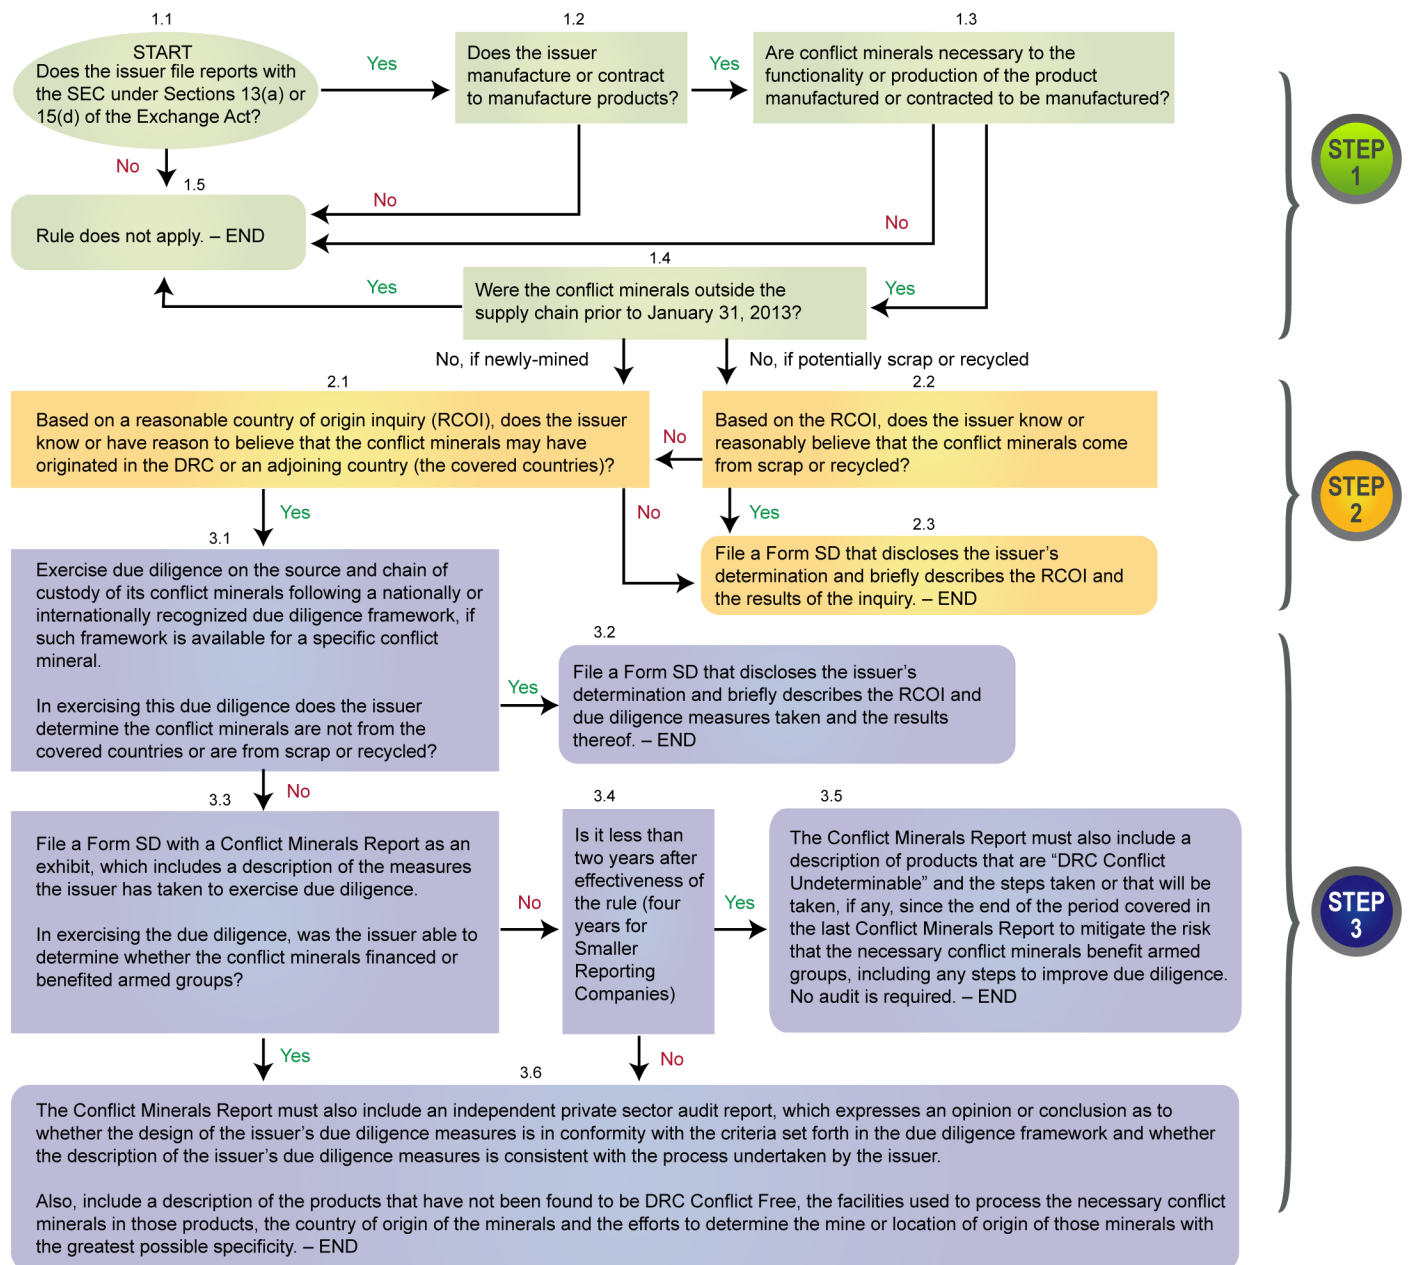 1.1
START
Does the issuer file reports with
the SEC under Sections 13(a) or
15(d) of the Exchange Act?
Yes
1.2
Does the issuer
manufacture or contract
to manufacture products?
Yes
1.3
Are conflict minerals necessary to the
functionality or production of the product
manufactured or contracted to be manufactured?
STEP
1
No
1.5
Rule does not apply. – END
No
No
1.4
Yes
Were the conflict minerals outside the
supply chain prior to January 31, 2013?
Yes
No, if newly-mined
No, if potentially scrap or recycled
2.1
Based on a reasonable country of origin inquiry (RCOI), does the issuer
know or have reason to believe that the conflict minerals may have
originated in the DRC or an adjoining country (the covered countries)?
No
2.2
Based on the RCOI, does the issuer know or
reasonably believe that the conflict minerals come
from scrap or recycled?
STEP
2
Yes
No
Yes
2.3
File a Form SD that discloses the issuer’s
determination and briefly describes the RCOI and
the results of the inquiry. – END
3.1
Exercise due diligence on the source and chain of
custody of its conflict minerals following a nationally or
internationally recognized due diligence framework, if
such framework is available for a specific conflict
mineral.
In exercising this due diligence does the issuer
determine the conflict minerals are not from the
covered countries or are from scrap or recycled?
Yes
3.2
File a Form SD that discloses the issuer’s
determination and briefly describes the RCOI and
due diligence measures taken and the results
thereof. – END
No
3.3
File a Form SD with a Conflict Minerals Report as an
exhibit, which includes a description of the measures
the issuer has taken to exercise due diligence.
In exercising the due diligence, was the issuer able to
determine whether the conflict minerals financed or
benefited armed groups?
No
3.4
Is it less than
two years after
effectiveness of
the rule (four
years for
Smaller
Reporting
Companies)
Yes
3.5
The Conflict Minerals Report must also include a
description of products that are “DRC Conflict
Undeterminable” and the steps taken or that will be
taken, if any, since the end of the period covered in
the last Conflict Minerals Report to mitigate the risk
that the necessary conflict minerals benefit armed
groups, including any steps to improve due diligence.
No audit is required. – END
STEP
3
Yes
No
3.6
The Conflict Minerals Report must also include an independent private sector audit report, which expresses an opinion or conclusion as to
whether the design of the issuer’s due diligence measures is in conformity with the criteria set forth in the due diligence framework and whether
the description of the issuer’s due diligence measures is consistent with the process undertaken by the issuer.
Also, include a description of the products that have not been found to be DRC Conflict Free, the facilities used to process the necessary conflict
minerals in those products, the country of origin of the minerals and the efforts to determine the mine or location of origin of those minerals with
the greatest possible specificity. – END